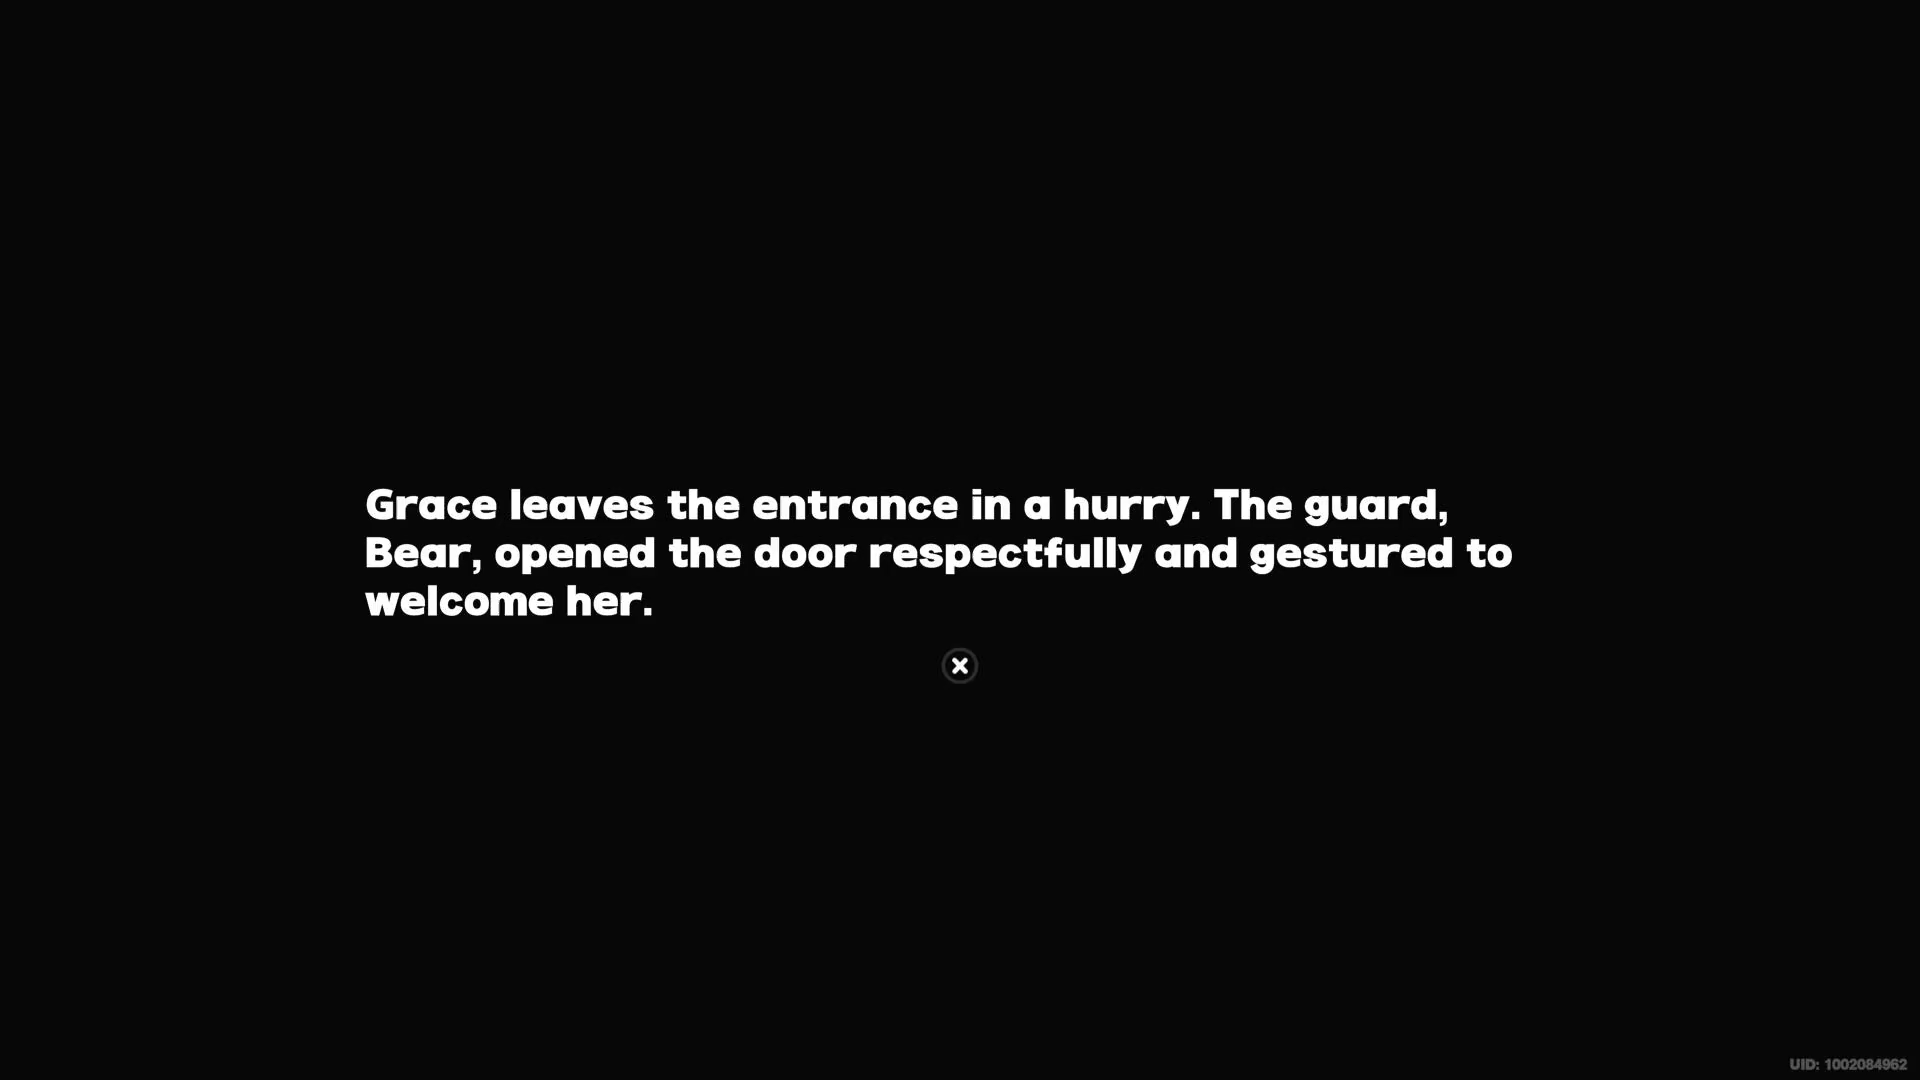 Grace leaves the entrance in a hurry. The guard,
Bear, opened the door respectfully and gestured to
welcome her.
UID: 1002084962